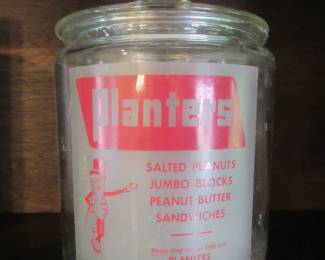 Planters
SALTED PEANUTS
JUMBO BLOCKS
PEANUT BUTTER
SANDWICHES
PLANTERS